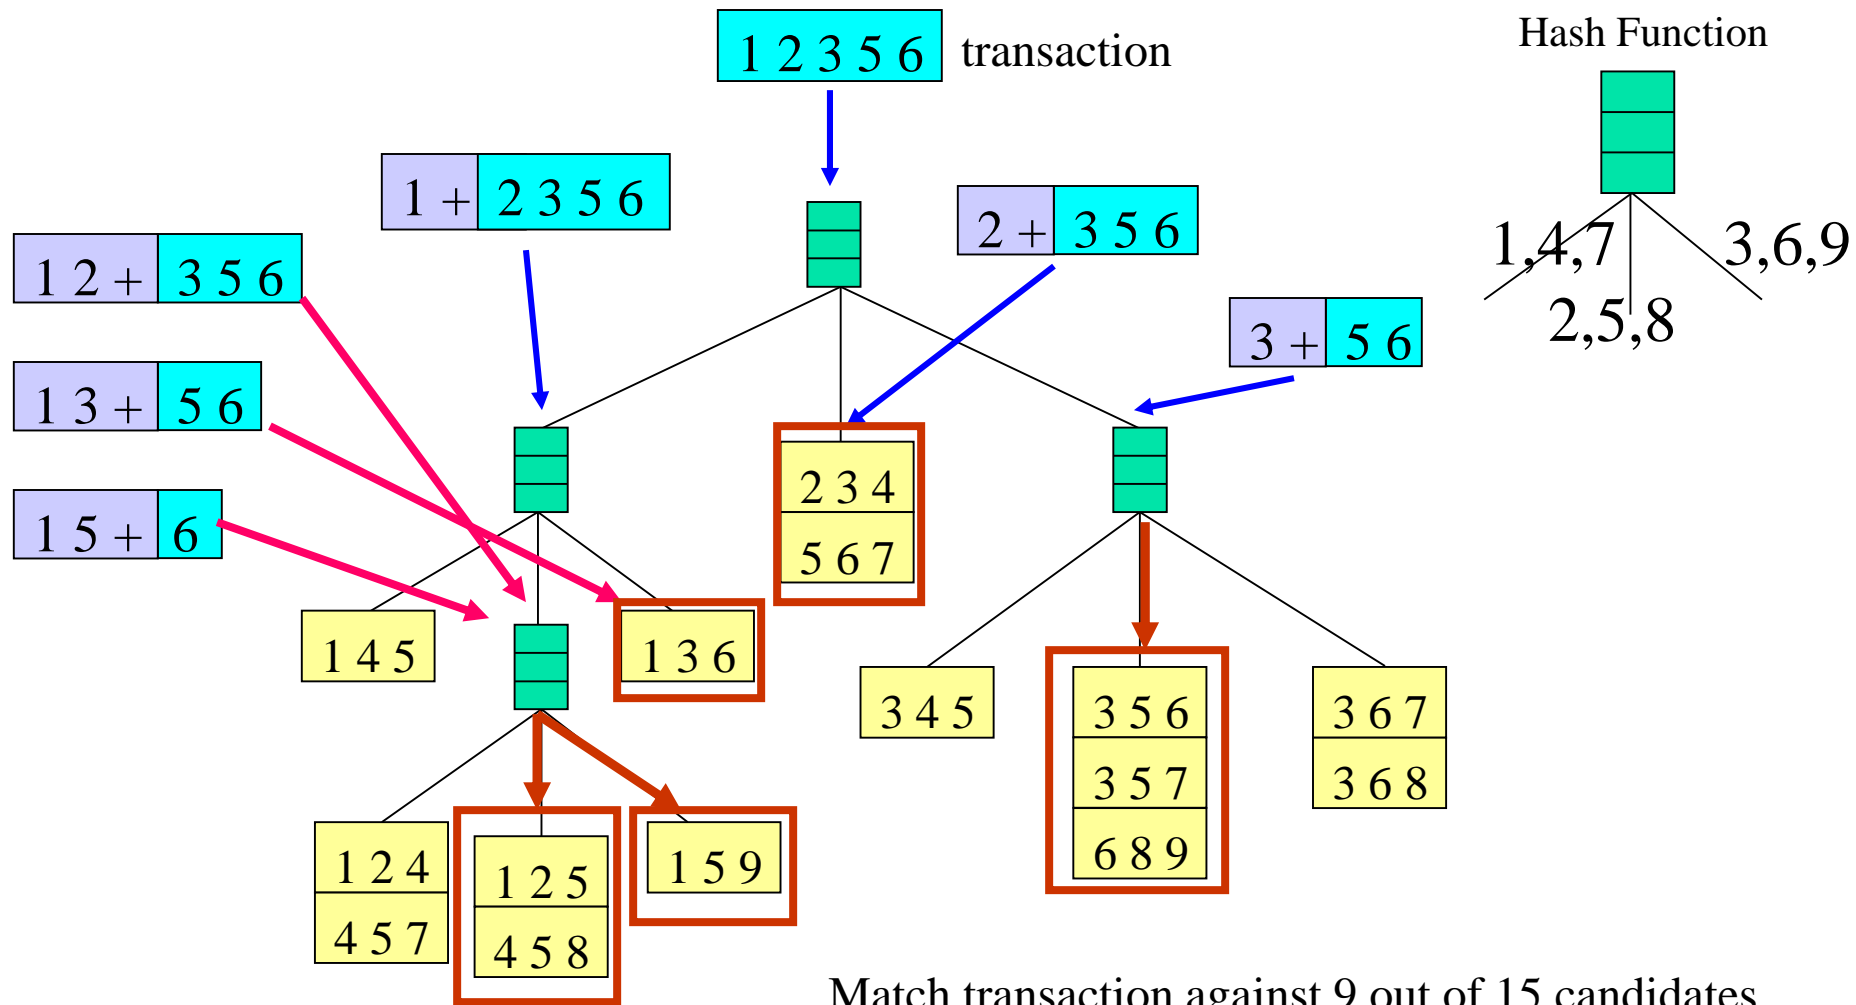 1 2 3 5 6 transaction
Hash Function
1 + 2 3 5 6
2 + 3 5 6
1,4,7
3,6,9
2,5,8
1 2 + 3 5 6
3 + 5 6
1 3 + 5 6
1 5 + 6
2 3 4
5 6 7
1 4 5
1 3 6
3 4 5
3 5 6
3 6 7
3 5 7
3 6 8
6 8 9
1 2 4
1 2 5
1 5 9
4 5 7
4 5 8
Match transaction against 9 out of 15 candidates